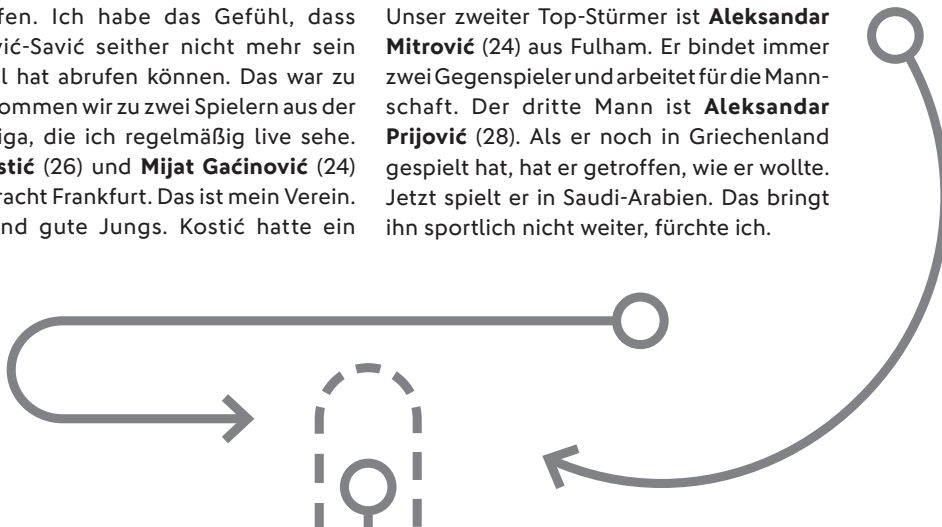 fen. Ich habe das Gefühl, dass
vić-Savić seither nicht mehr sein
l hat abrufen können. Das war zu
ommen wir zu zwei Spielern aus der
iga, die ich regelmäßig live sehe.
stić (26) und Mijat Gaćinović (24)
racht Frankfurt. Das ist mein Verein.
nd gute Jungs. Kostić hatte ein
Unser zweiter Top-Stürmer ist Aleksandar
Mitrović (24) aus Fulham. Er bindet immer
zwei Gegenspieler und arbeitet für die Mann-
schaft. Der dritte Mann ist Aleksandar
Prijović (28). Als er noch in Griechenland
gespielt hat, hat er getroffen, wie er wollte.
Jetzt spielt er in Saudi-Arabien. Das bringt
ihn sportlich nicht weiter, fürchte ich.